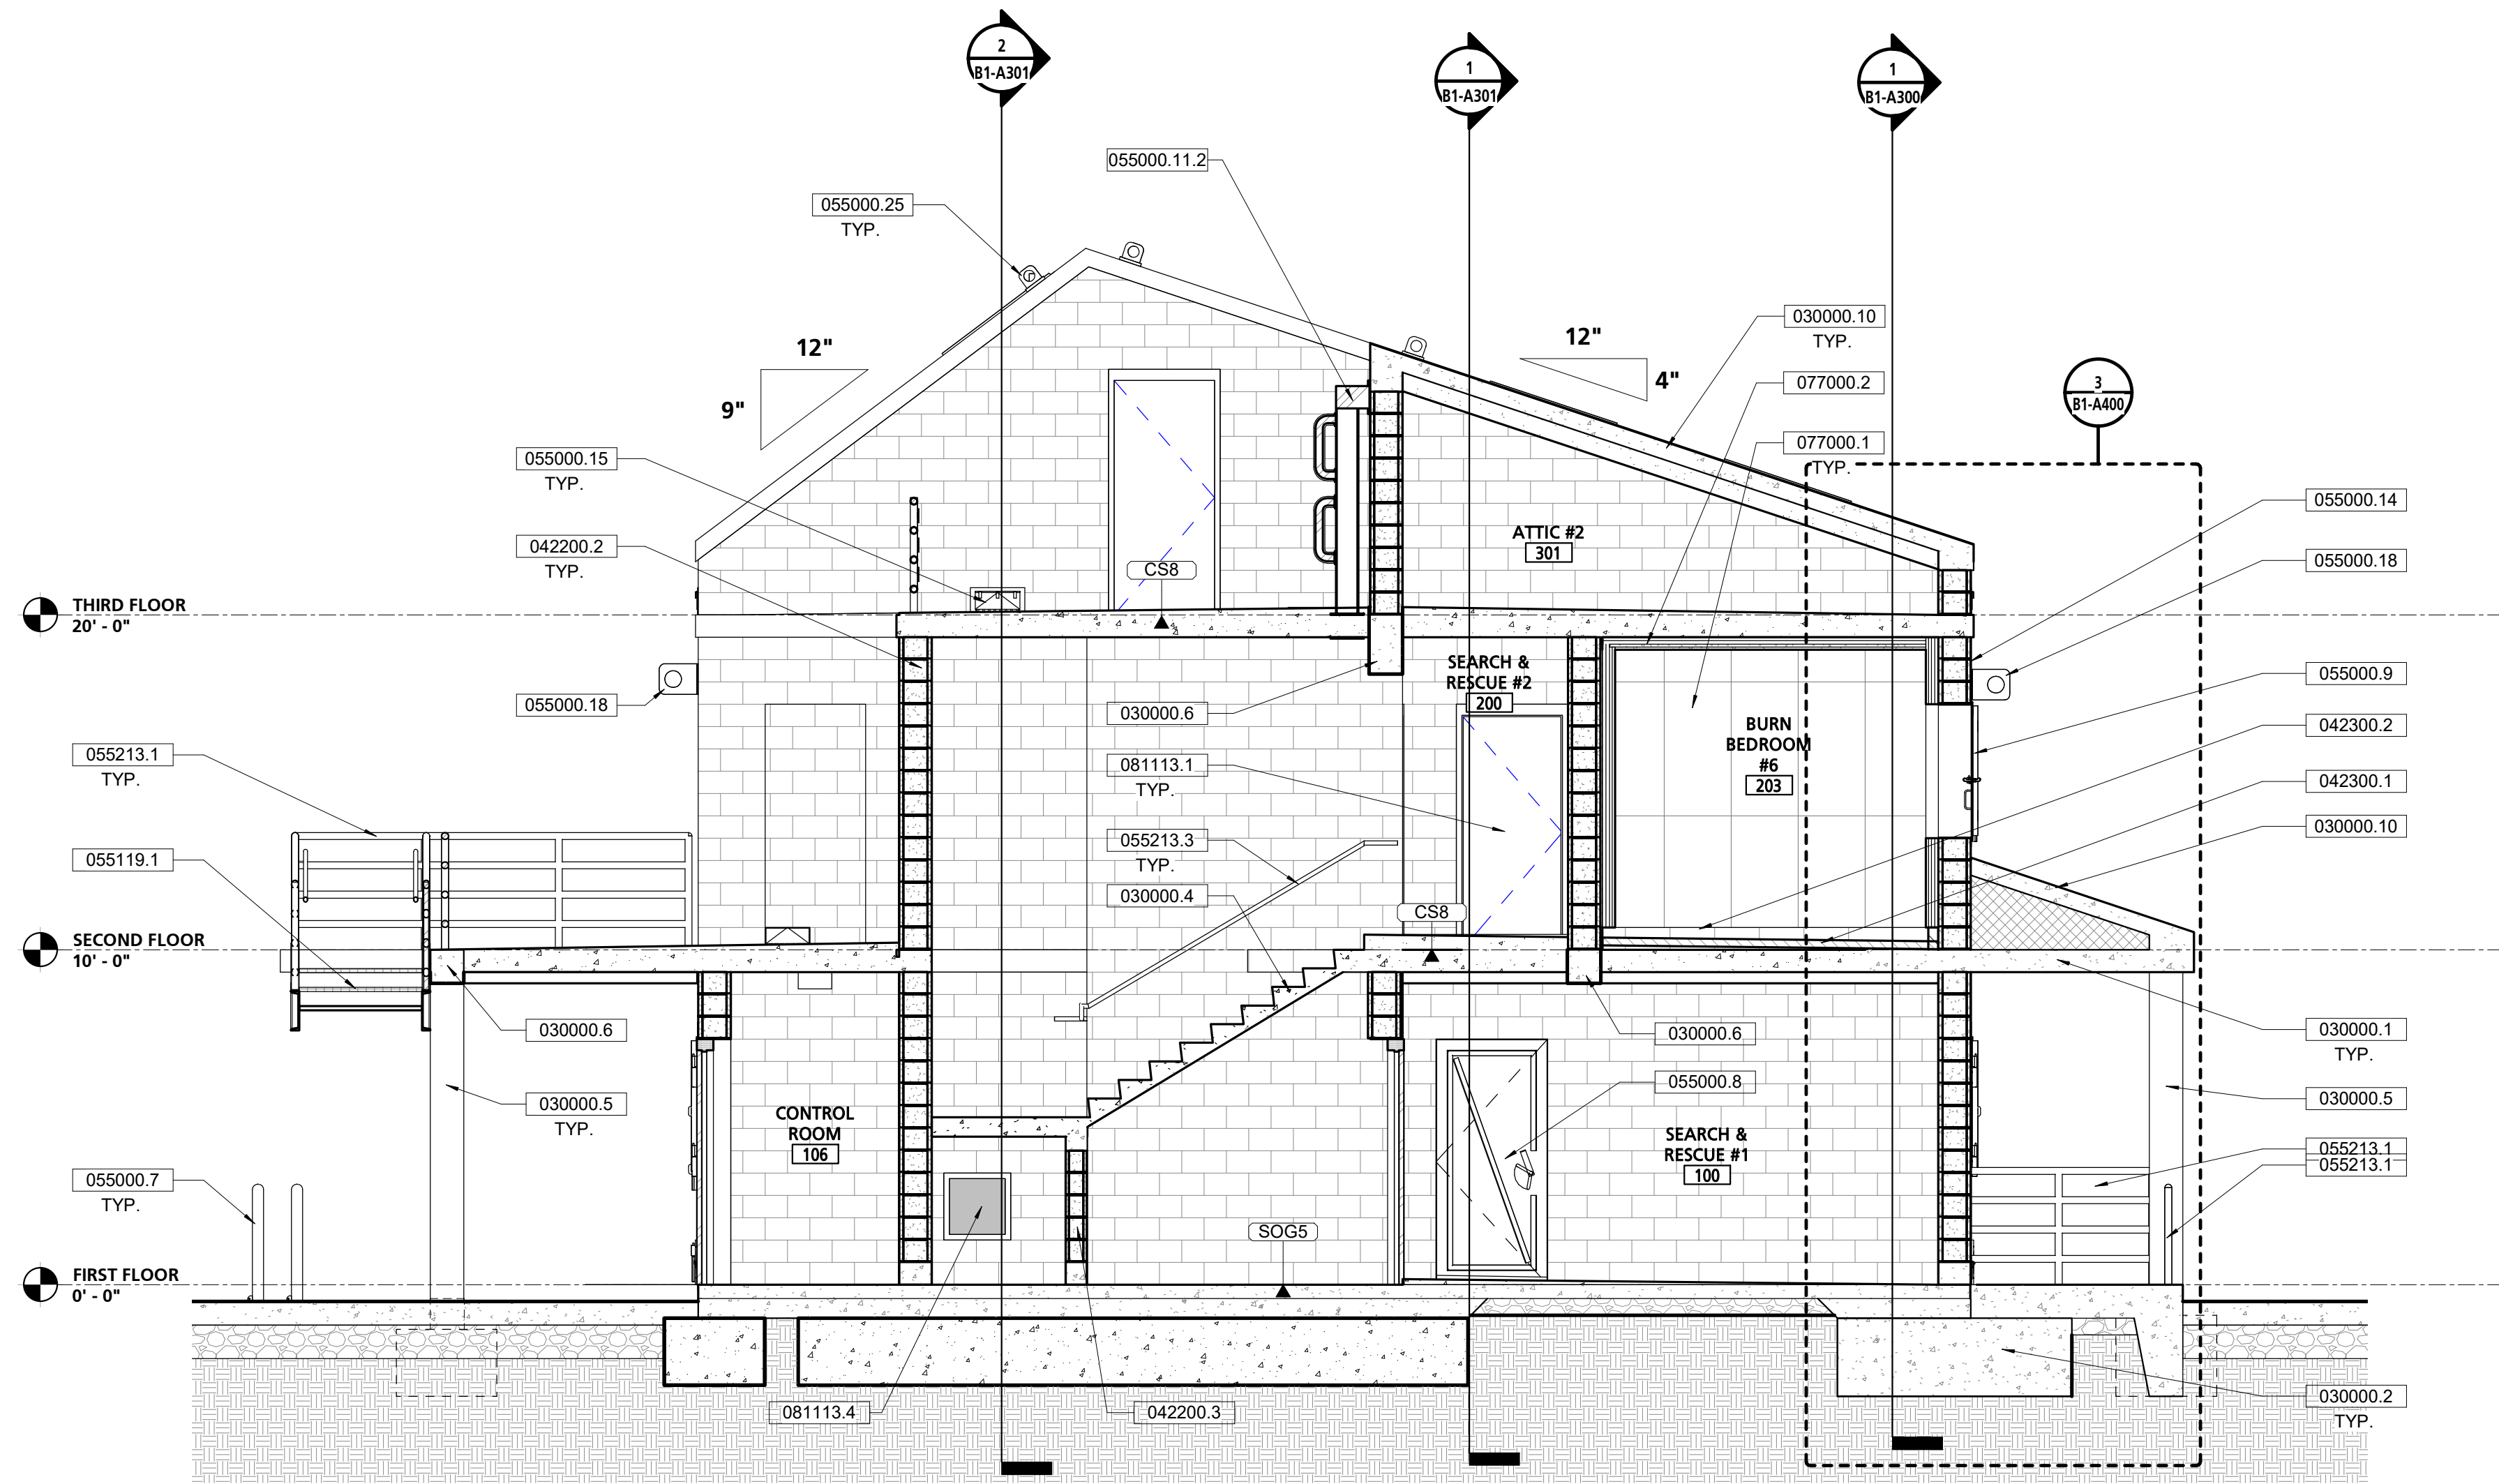 2
B1-A301
1
B1-A301
1
B1-A300
055000.11.2
055000.25
TYP.
12"
9"
12"
4"
030000.10
TYP.
077000.2
077000.1
TYP.
3
B1-A400
055000.15
TYP.
042200.2
TYP.
CS8
ATTIC #2
301
055000.14
055000.18
THIRD FLOOR
20' - 0"
055000.18
SEARCH &
RESCUE #2
200
030000.6
BURN
BEDROOM
#6
203
055000.9
042300.2
042300.1
030000.10
055213.1
TYP.
055119.1
081113.1
TYP.
055213.3
TYP.
030000.4
CS8
SECOND FLOOR
10' - 0"
030000.6
030000.5
TYP.
030000.6
055000.8
030000.1
TYP.
030000.5
055213.1
055213.1
CONTROL
ROOM
106
SEARCH &
RESCUE #1
100
055000.7
TYP.
SOG5
FIRST FLOOR
0' - 0"
081113.4
042200.3
030000.2
TYP.